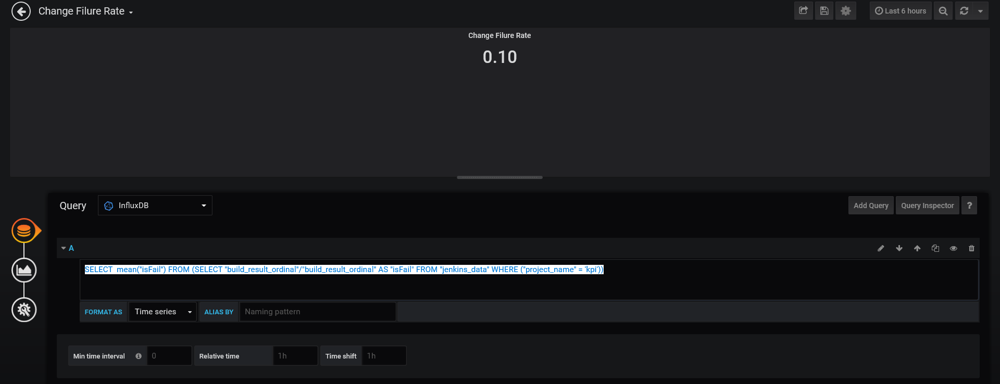 Change Filure Rate
Last 6 hours
Change Filure Rate
0.10
Query InfluxDB Add Query Query Inspector ?
A
SELECT  mean("isFail") FROM (SELECT "build_result_ordinal"/"build_result_ordinal" AS "isFail" FROM "jenkins_data" WHERE ("project_name" = 'kpi'))
FORMAT AS Time series ALIAS BY Naming pattern
Min time interval 0 Relative time 1h Time shift 1h